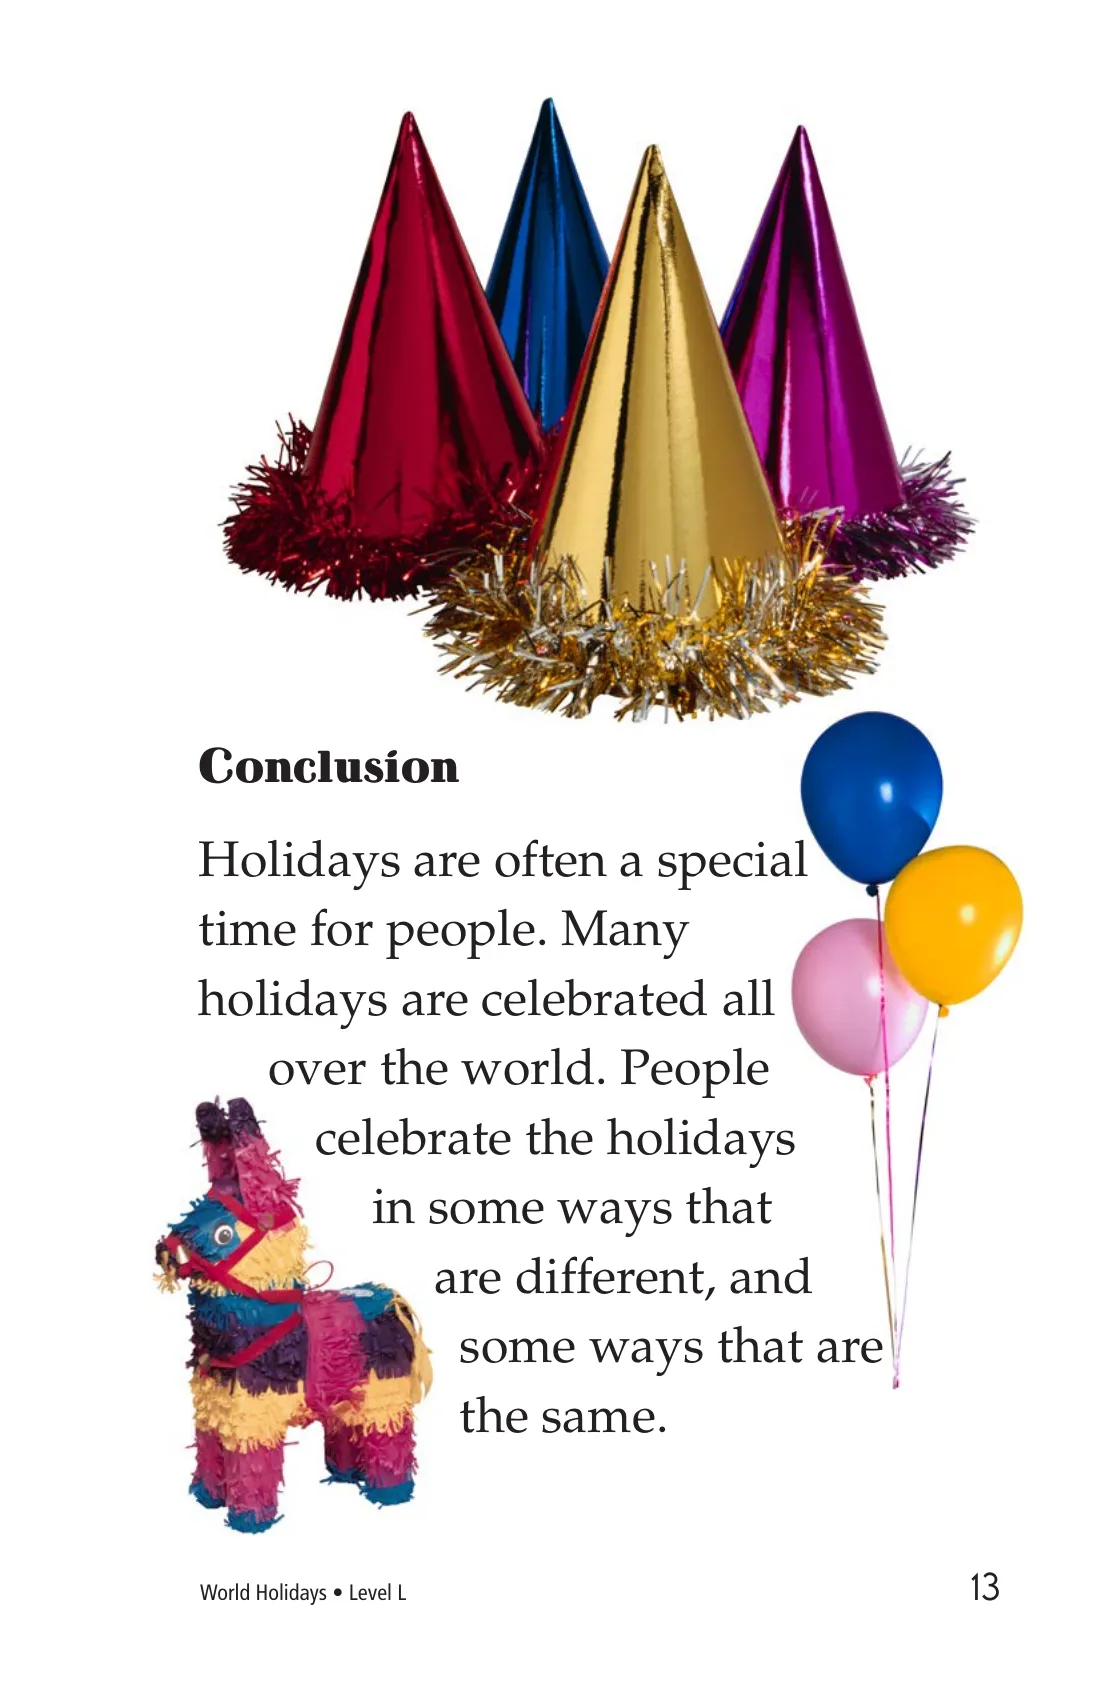 Conclusion
Holidays are often a special
time for people. Many
holidays are celebrated all
over the world. People
celebrate the holidays
in some ways that
are different, and
some ways that are
the same.
World Holidays • Level L
13